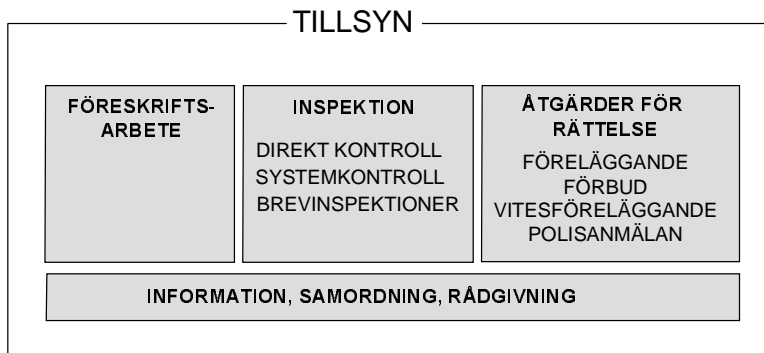 TILLSYN
FÖRESKRIFTS-
ARBETE
INSPEKTION
DIREKT KONTROLL
SYSTEMKONTROLL
BREVINSPEKTIONER
ÅTGÄRDER FÖR
RÄTTELSE
FÖRELÄGGANDE
FÖRBUD
VITESFÖRELÄGGANDE
POLISANMÄLAN
INFORMATION, SAMORDNING, RÅDGIVNING